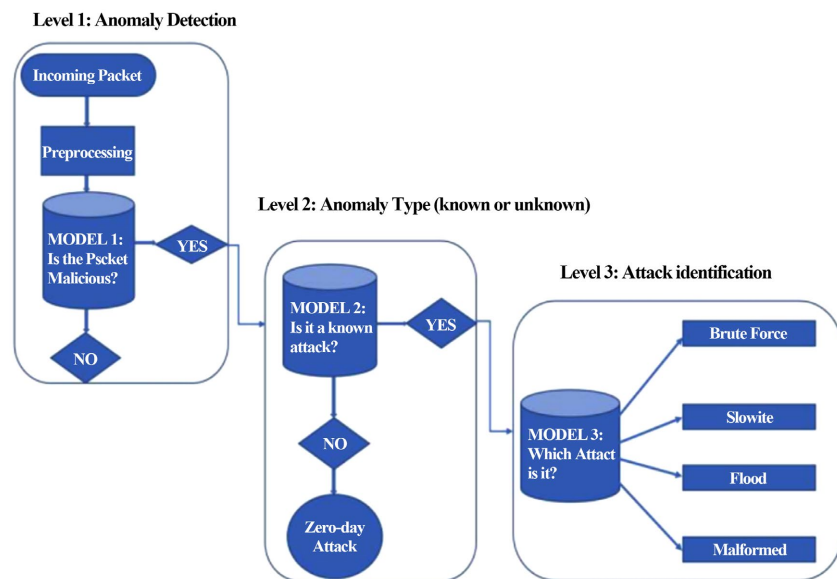 Level 1: Anomaly Detection
Incoming Packet
Preprocessing
MODEL 1:
Is the Pscket
Malicious?
YES
NO
Level 2: Anomaly Type (known or unknown)
MODEL 2:
Is it a known
attack?
YES
NO
Zero-day
Attack
Level 3: Attack identification
MODEL 3:
Which Attact
is it?
Brute Force
Slowite
Flood
Malformed